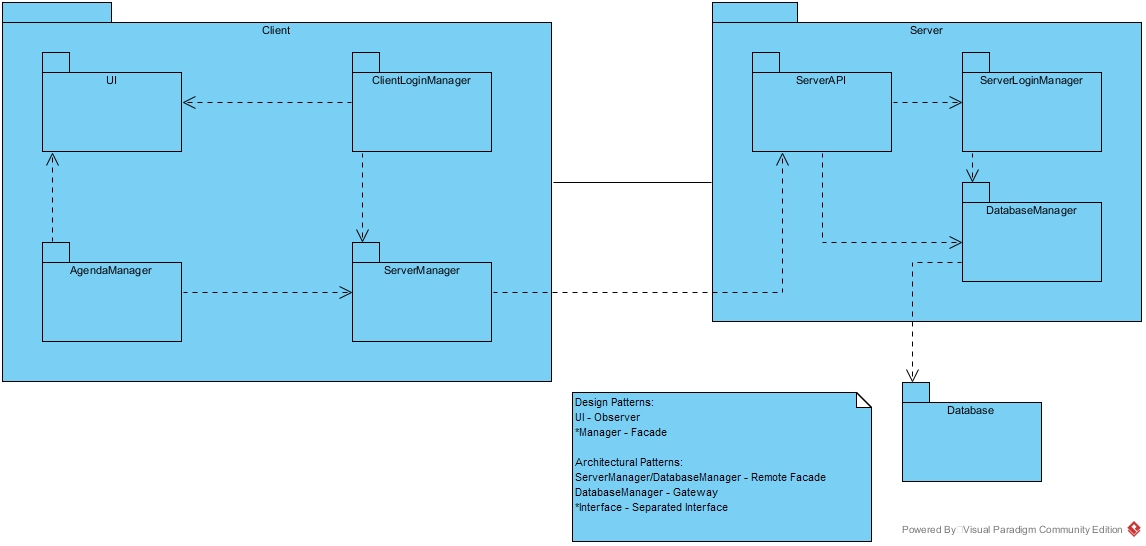 Client
Server
UI
ClientLoginManager
ServerAPI
ServerLoginManager
DatabaseManager
AgendaManager
ServerManager
Database
Design Patterns:
UI - Observer
*Manager - Facade
Architectural Patterns:
ServerManager/DatabaseManager - Remote Facade
DatabaseManager - Gateway
*Interface - Separated Interface
Powered By Visual Paradigm Community Edition